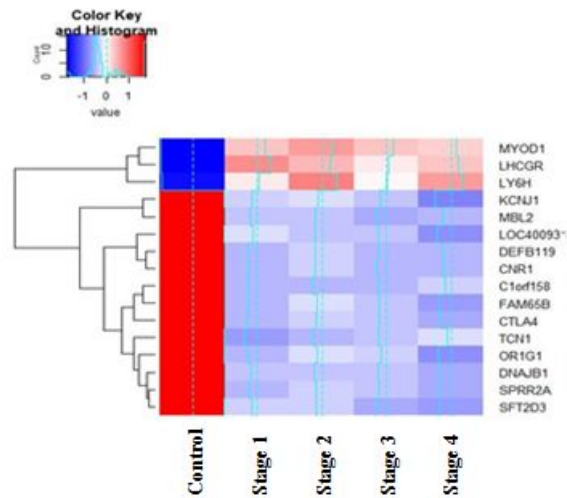 Color Key
and Histogram
Count
0
10
-1 0 1
value
MYOD1
LHCGR
LY6H
KCNJ1
MBL2
LOC40093
DEFB119
CNR1
C1orf158
FAM65B
CTLA4
TCN1
OR1G1
DNAJB1
SPRR2A
SFT2D3
Control
Stage 1
Stage 2
Stage 3
Stage 4